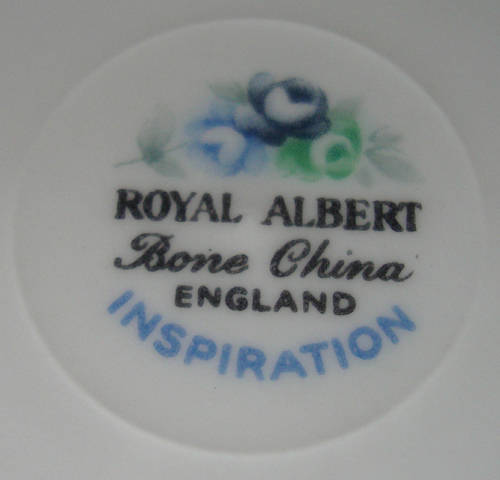 ROYAL ALBERT
Bone China
ENGLAND
INSPIRATION